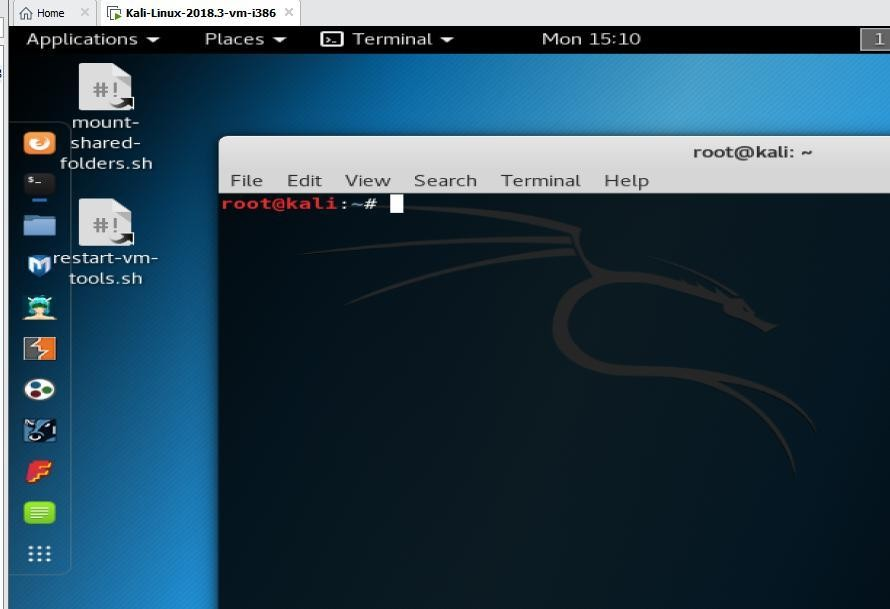 Home
Kali-Linux-2018.3-vm-i386
Applications Places Terminal Mon 15:10 1
#!
mount-
shared-
folders.sh
#!
restart-vm-
tools.sh
root@kali: ~
File Edit View Search Terminal Help
root@kali:~#